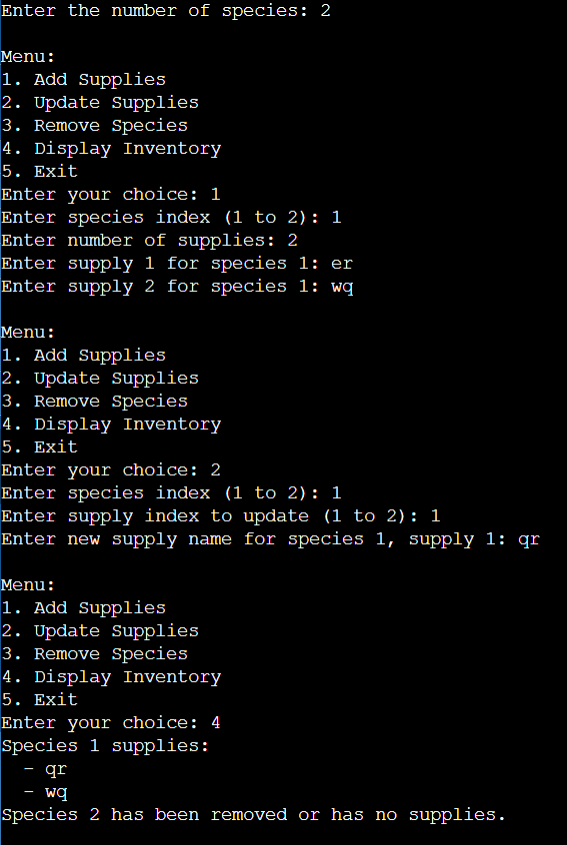 Enter the number of species: 2
Menu:
1. Add Supplies
2. Update Supplies
3. Remove Species
4. Display Inventory
5. Exit
Enter your choice: 1
Enter species index (1 to 2): 1
Enter number of supplies: 2
Enter supply 1 for species 1: er
Enter supply 2 for species 1: wq
Menu:
1. Add Supplies
2. Update Supplies
3. Remove Species
4. Display Inventory
5. Exit
Enter your choice: 2
Enter species index (1 to 2): 1
Enter supply index to update (1 to 2): 1
Enter new supply name for species 1, supply 1: qr
Menu:
1. Add Supplies
2. Update Supplies
3. Remove Species
4. Display Inventory
5. Exit
Enter your choice: 4
Species 1 supplies:
  - qr
  - wq
Species 2 has been removed or has no supplies.